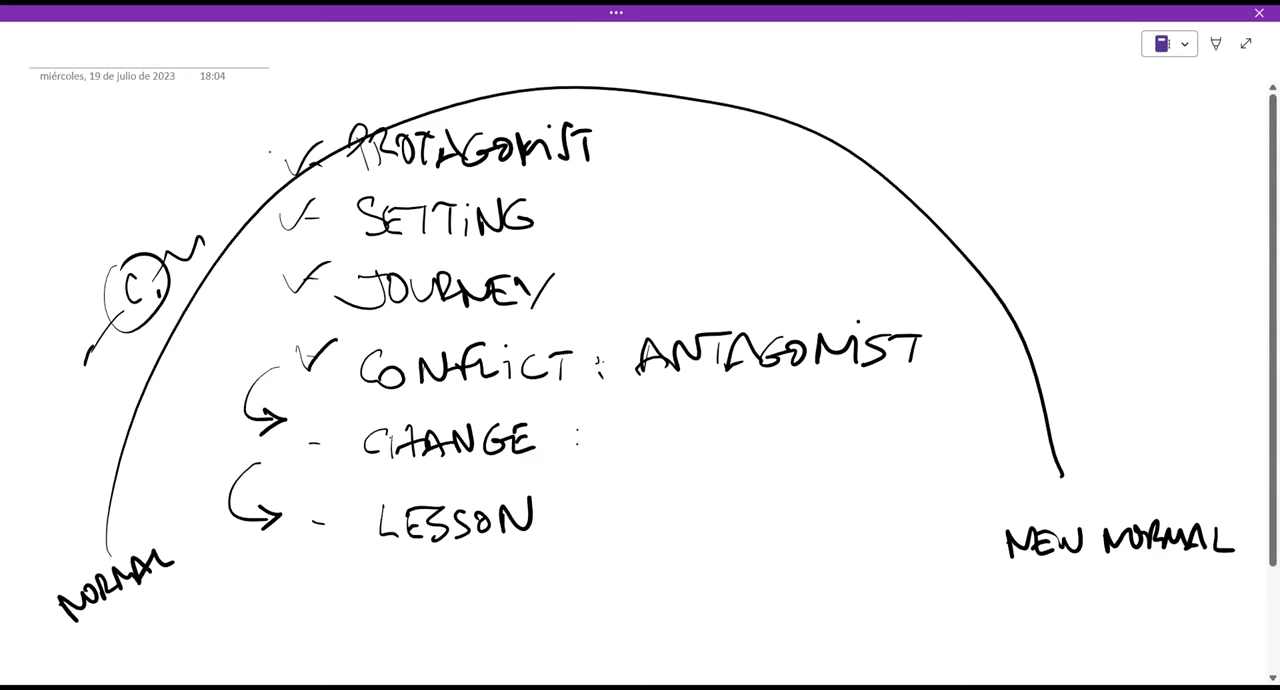 miércoles, 19 de julio de 2023 18:04
PROTAGONIST
SETTING
C.
JOURNEY
CONFLICT : ANTAGONIST
- CHANGE :
- LESSON
NORMAL
NEW NORMAL